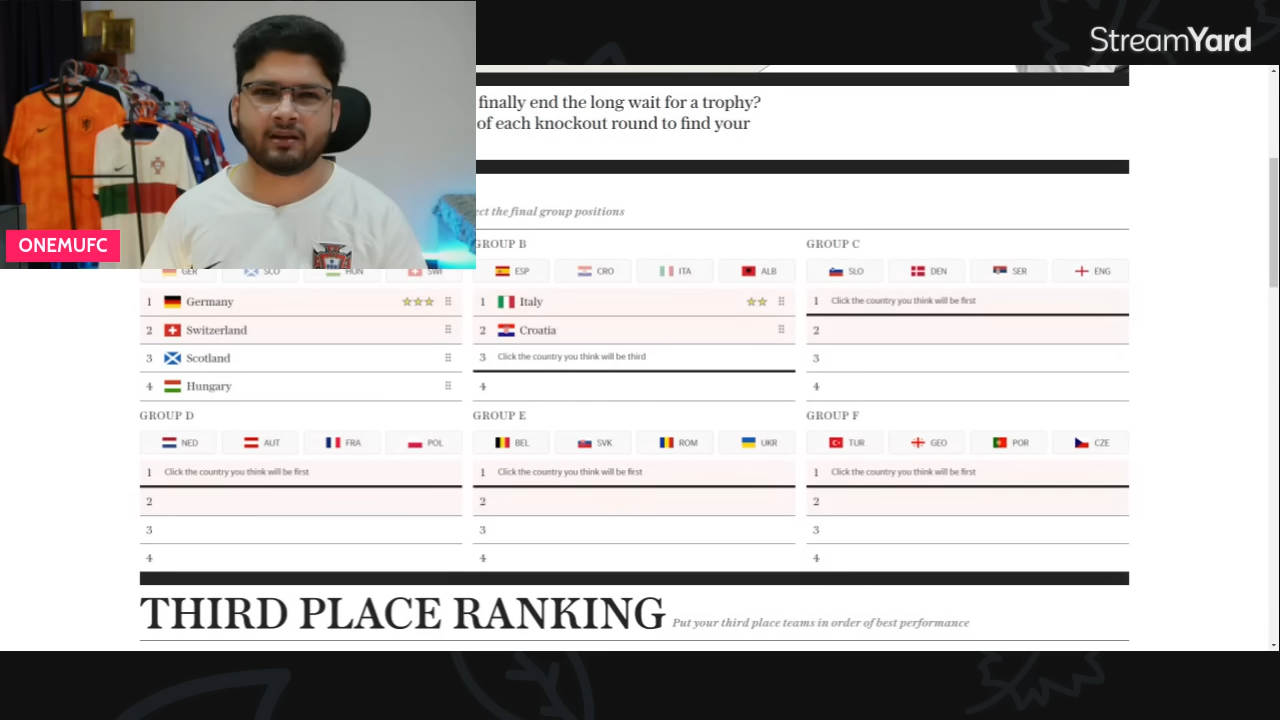 StreamYard
finally end the long wait for a trophy?
of each knockout round to find your
ect the final group positions
ONEMUFC
GROUP B
GROUP C
GER SCO HUN SWI
ESP CRO ITA ALB
SLO DEN SER ENG
1 Germany
2 Switzerland
3 Scotland
4 Hungary
1 Italy
2 Croatia
3 Click the country you think will be third
4
1 Click the country you think will be first
2
3
4
GROUP D
NED AUT FRA POL
1 Click the country you think will be first
2
3
4
GROUP E
BEL SVK ROM UKR
1 Click the country you think will be first
2
3
4
GROUP F
TUR GEO POR CZE
1 Click the country you think will be first
2
3
4
THIRD PLACE RANKING Put your third place teams in order of best performance